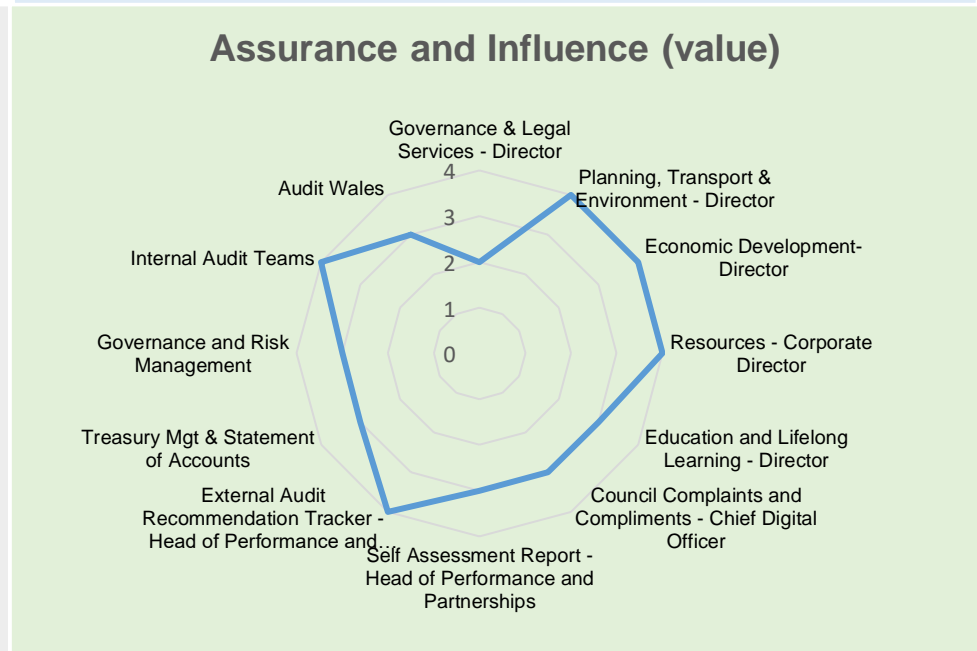 Assurance and Influence (value)
Governance & Legal
Services - Director
Planning, Transport &
Environment - Director
Economic Development-
Director
Resources - Corporate
Director
Education and Lifelong
Learning - Director
Council Complaints and
Compliments - Chief Digital
Officer
Self Assessment Report -
Head of Performance and
Partnerships
External Audit
Recommendation Tracker -
Head of Performance and…
Treasury Mgt & Statement
of Accounts
Governance and Risk
Management
Internal Audit Teams
Audit Wales
4
3
2
1
0